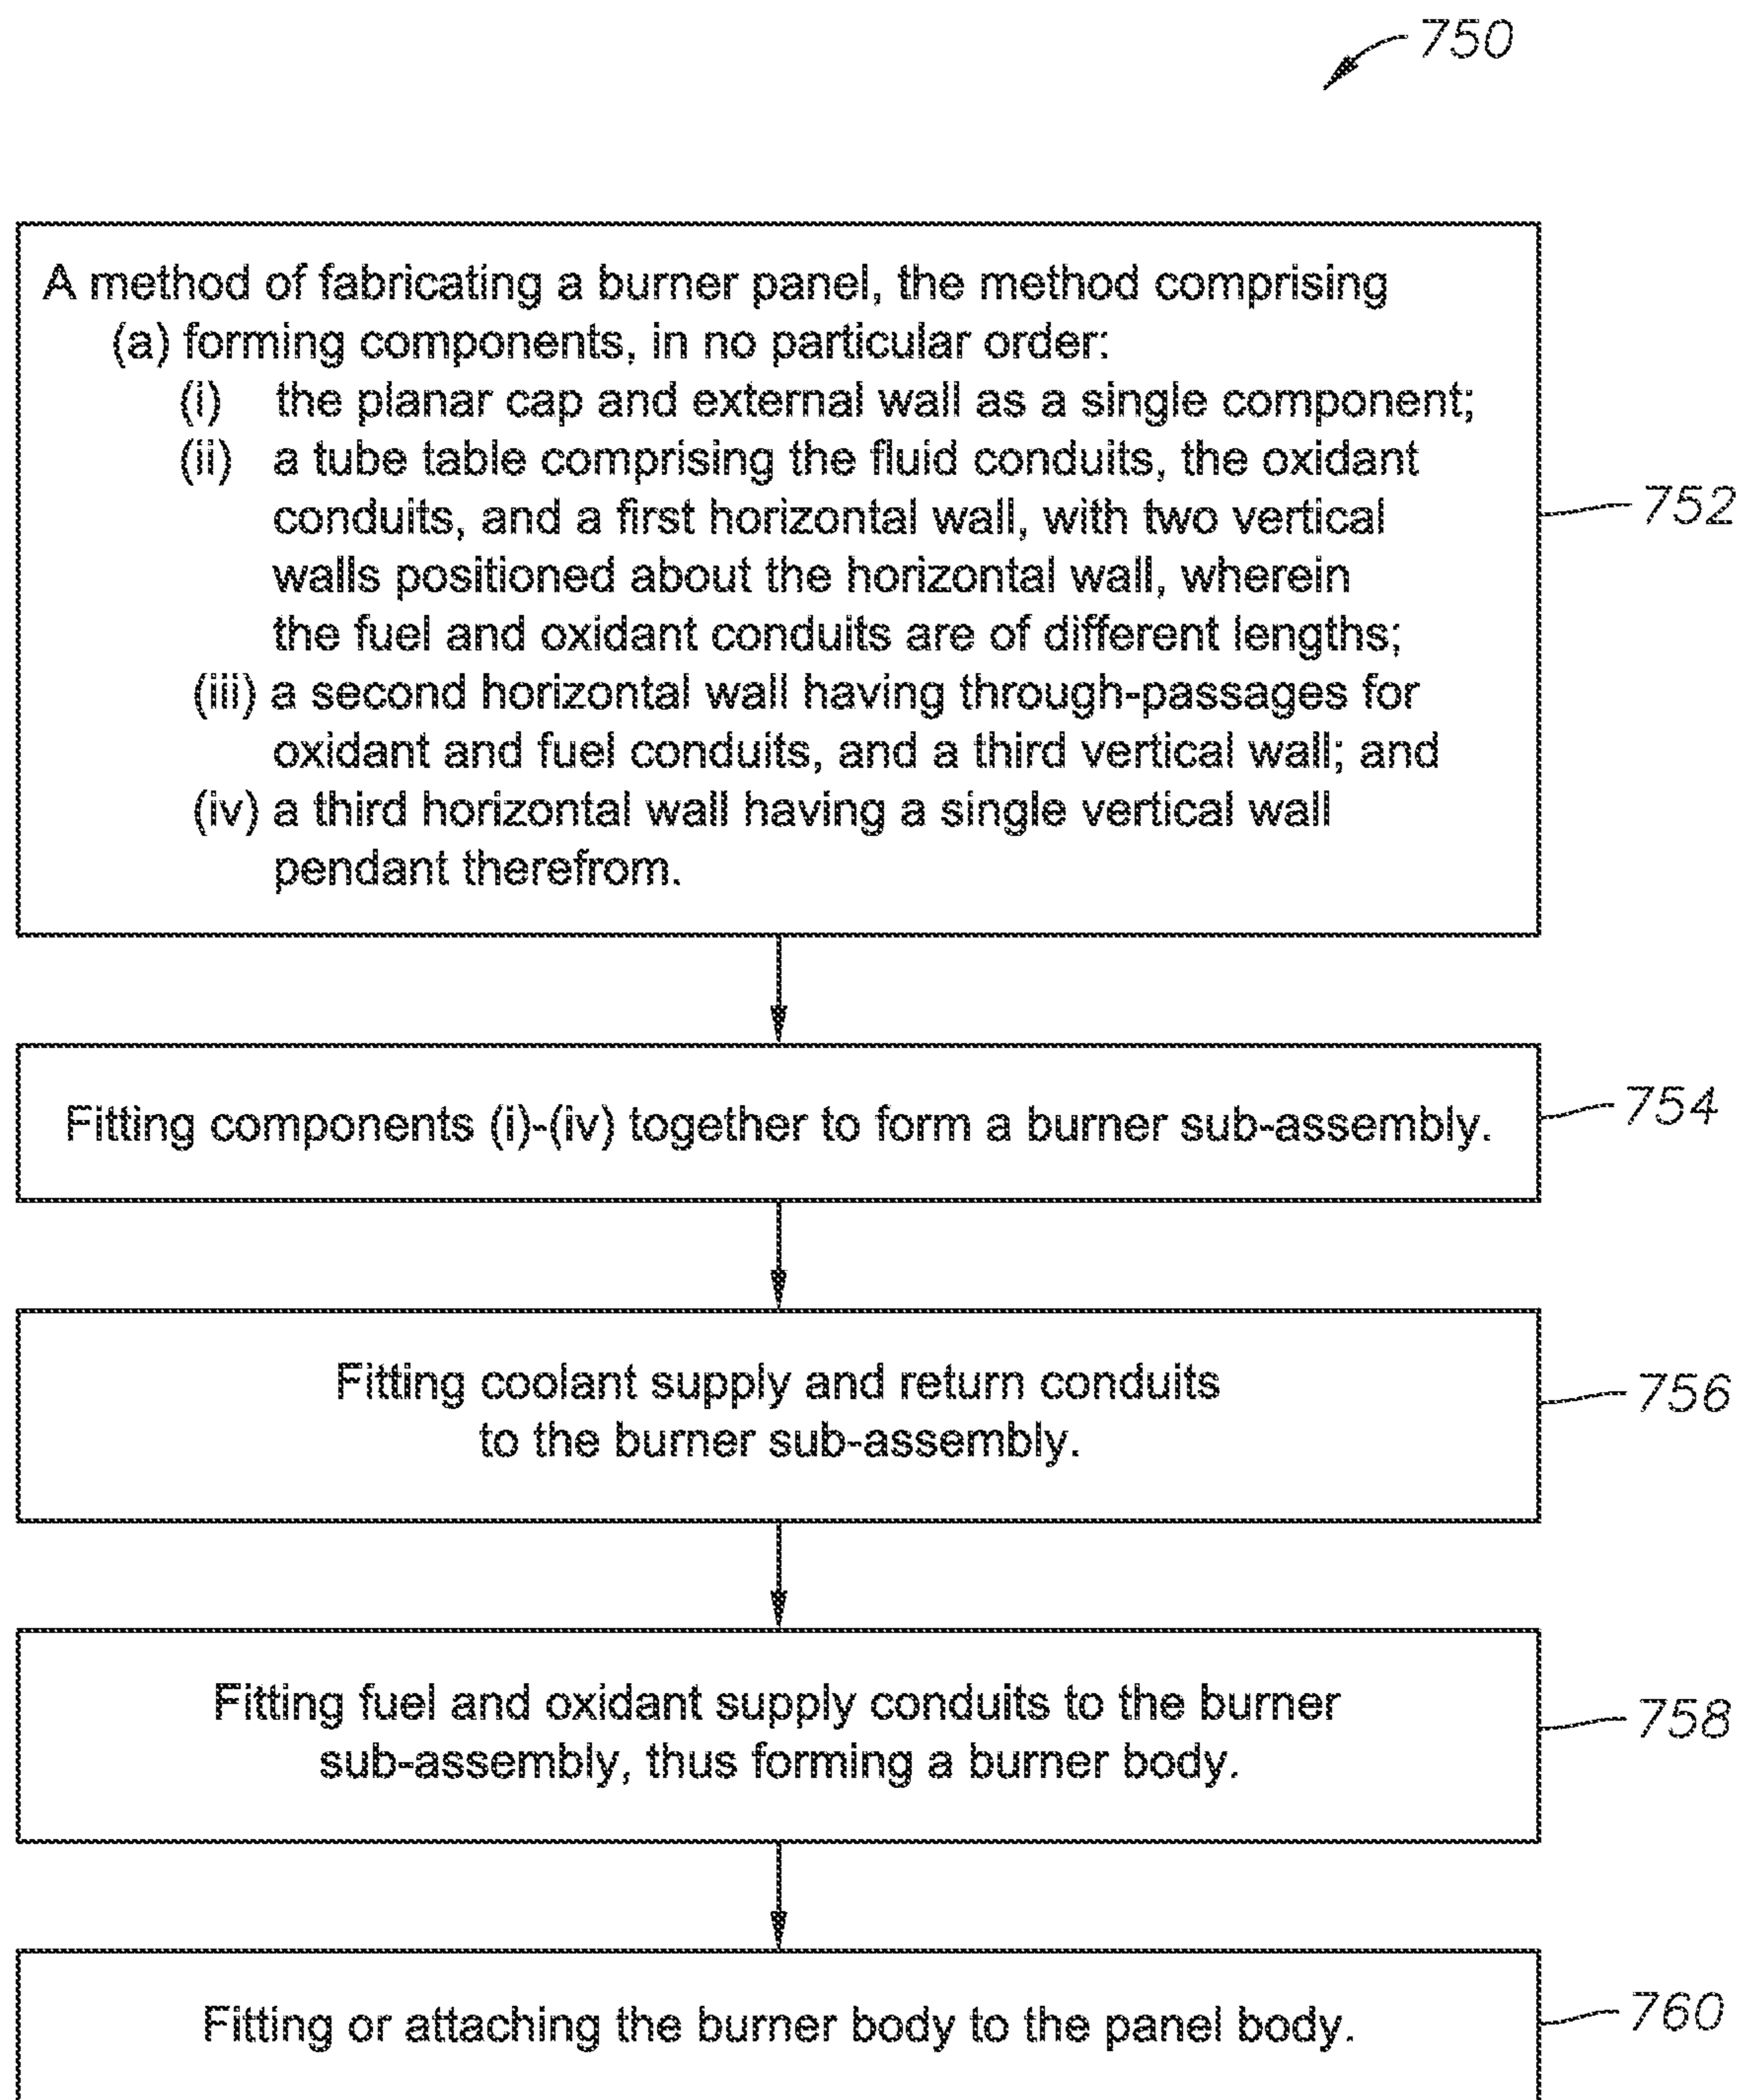 750
A method of fabricating a burner panel, the method comprising
(a) forming components, in no particular order:
(i) the planar cap and external wall as a single component;
(ii) a tube table comprising the fluid conduits, the oxidant
conduits, and a first horizontal wall, with two vertical
walls positioned about the horizontal wall, wherein
the fuel and oxidant conduits are of different lengths;
(iii) a second horizontal wall having through-passages for
oxidant and fuel conduits, and a third vertical wall; and
(iv) a third horizontal wall having a single vertical wall
pendant therefrom.
752
Fitting components (i)-(iv) together to form a burner sub-assembly.
754
Fitting coolant supply and return conduits
to the burner sub-assembly.
756
Fitting fuel and oxidant supply conduits to the burner
sub-assembly, thus forming a burner body.
758
Fitting or attaching the burner body to the panel body.
760